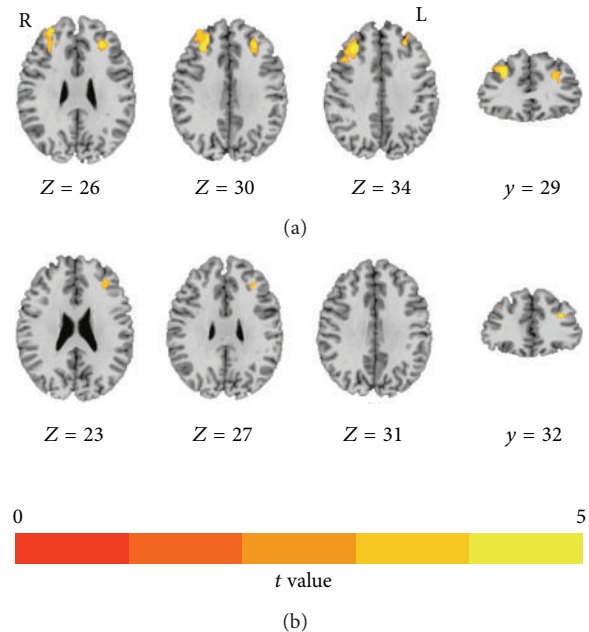 R
L
Z = 26
Z = 30
Z = 34
y = 29
(a)
Z = 23
Z = 27
Z = 31
y = 32
0
5
t value
(b)